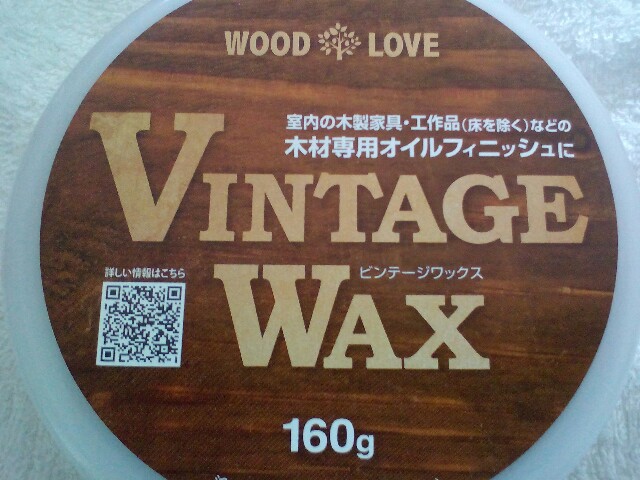 WOOD LOVE
室内の木製家具・工作品(床を除く)などの
木材専用オイルフィニッシュに
VINTAGE
ビンテージワックス
WAX
詳しい情報はこちら
160g